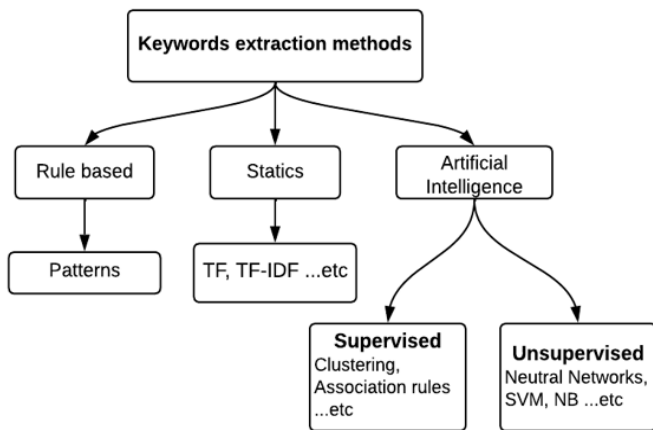 Keywords extraction methods
Rule based
Statics
Artificial
Intelligence
Patterns
TF, TF-IDF ...etc
Supervised
Clustering,
Association rules
...etc
Unsupervised
Neutral Networks,
SVM, NB ...etc